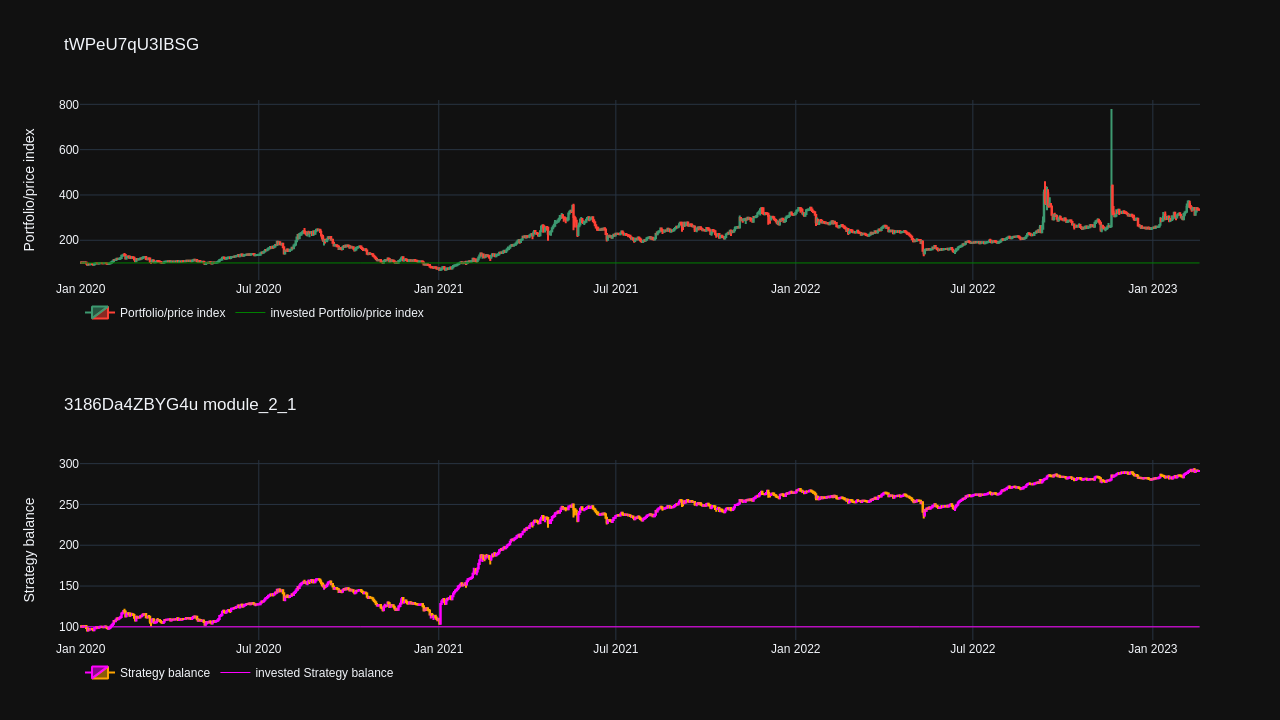 tWPeU7qU3IBSG
800
600
400
200
Portfolio/price index
Jan 2020 Jul 2020 Jan 2021 Jul 2021 Jan 2022 Jul 2022 Jan 2023
Portfolio/price index invested Portfolio/price index
3186Da4ZBYG4u module_2_1
300
250
200
150
100
Strategy balance
Jan 2020 Jul 2020 Jan 2021 Jul 2021 Jan 2022 Jul 2022 Jan 2023
Strategy balance invested Strategy balance